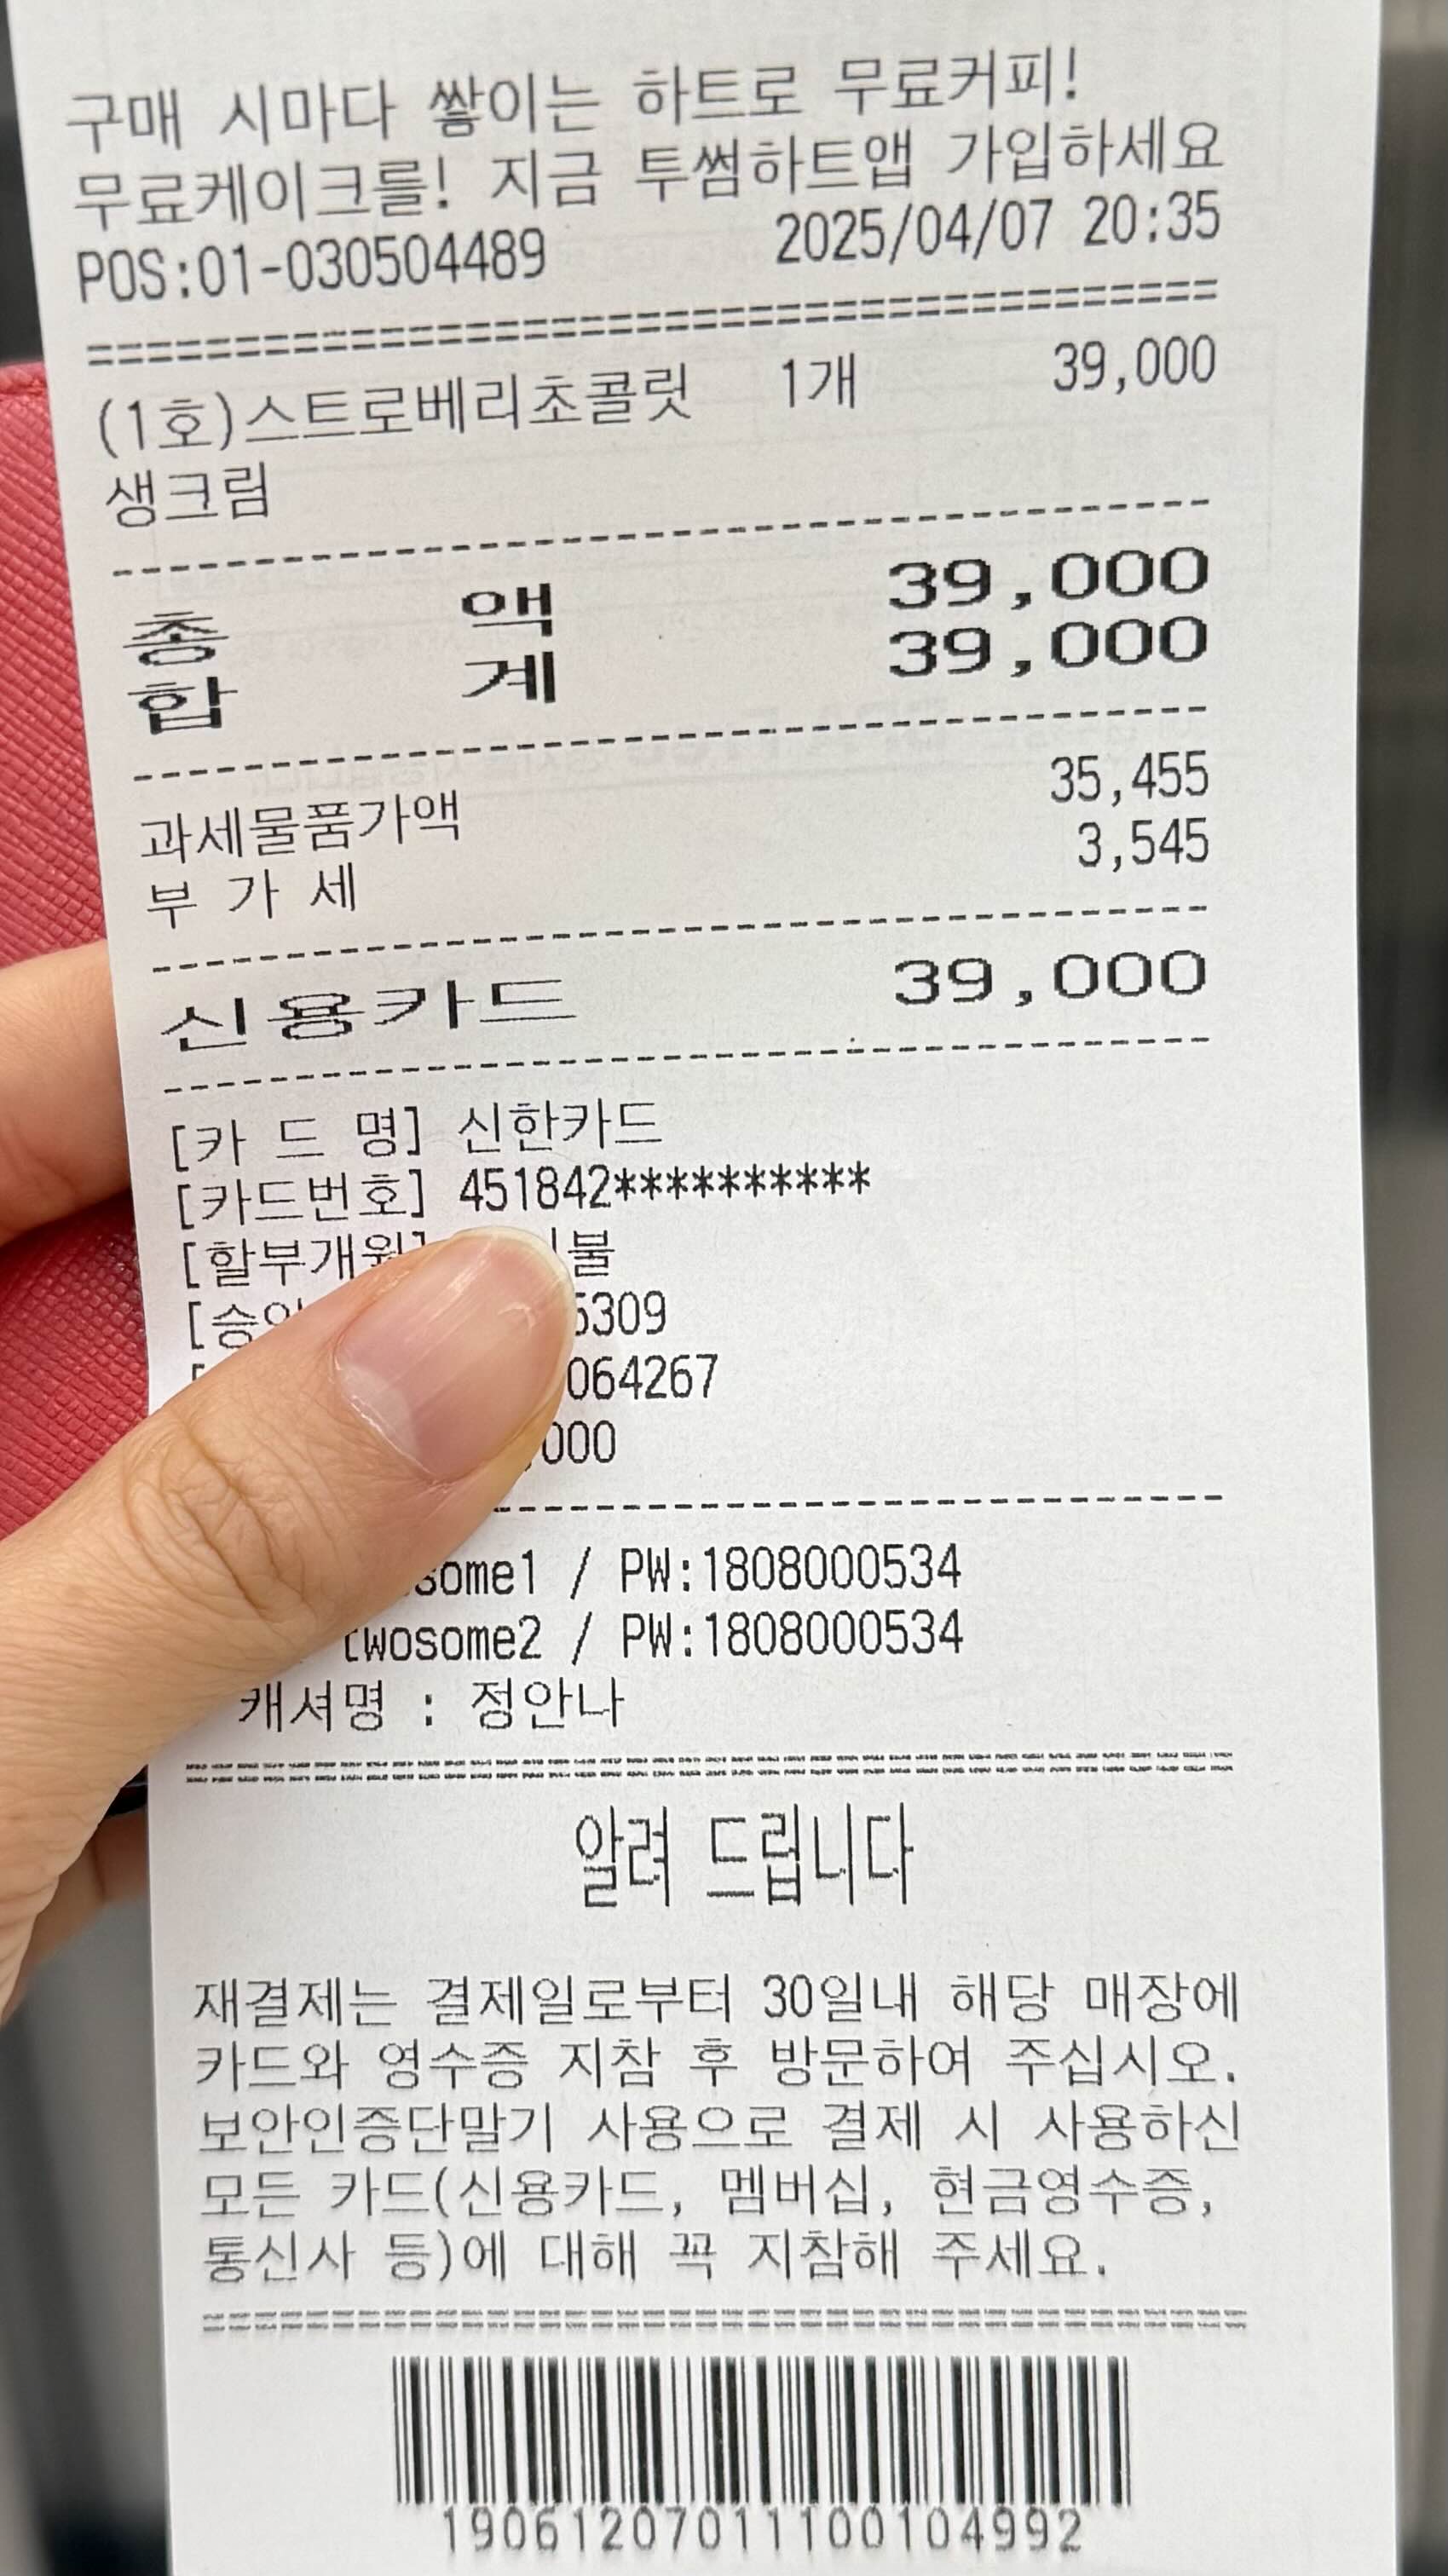 구매 시마다 쌓이는 하트로 무료커피!
무료케이크를! 지금 투썸하트앱 가입하세요
POS:01-030504489 2025/04/07 20:35
(1호)스트로베리초콜릿 1개 39,000
생크림
총 액 39,000
합 계 39,000
과세물품가액 35,455
부 가 세 3,545
신용카드 39,000
[카 드 명] 신한카드
[카드번호] 451842**********
[할부개월]
/ PW:1808000534
twosome2 / PW:1808000534
캐셔명 : 정안나
알려 드립니다
재결제는 결제일로부터 30일내 해당 매장에
카드와 영수증 지참 후 방문하여 주십시오.
보안인증단말기 사용으로 결제 시 사용하신
모든 카드(신용카드, 멤버십, 현금영수증,
통신사 등)에 대해 꼭 지참해 주세요.
1906120701110010​4992